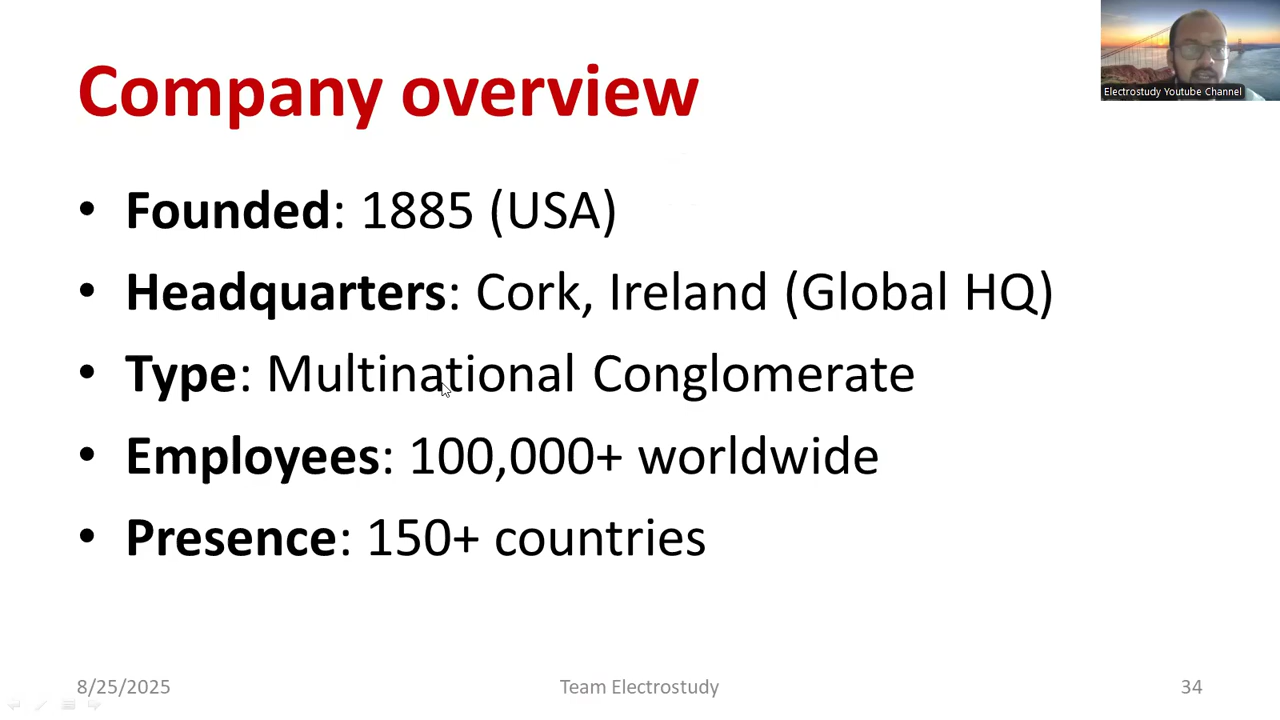 Company overview
Electrostudy Youtube Channel
• Founded: 1885 (USA)
• Headquarters: Cork, Ireland (Global HQ)
• Type: Multinational Conglomerate
• Employees: 100,000+ worldwide
• Presence: 150+ countries
8/25/2025
Team Electrostudy
34